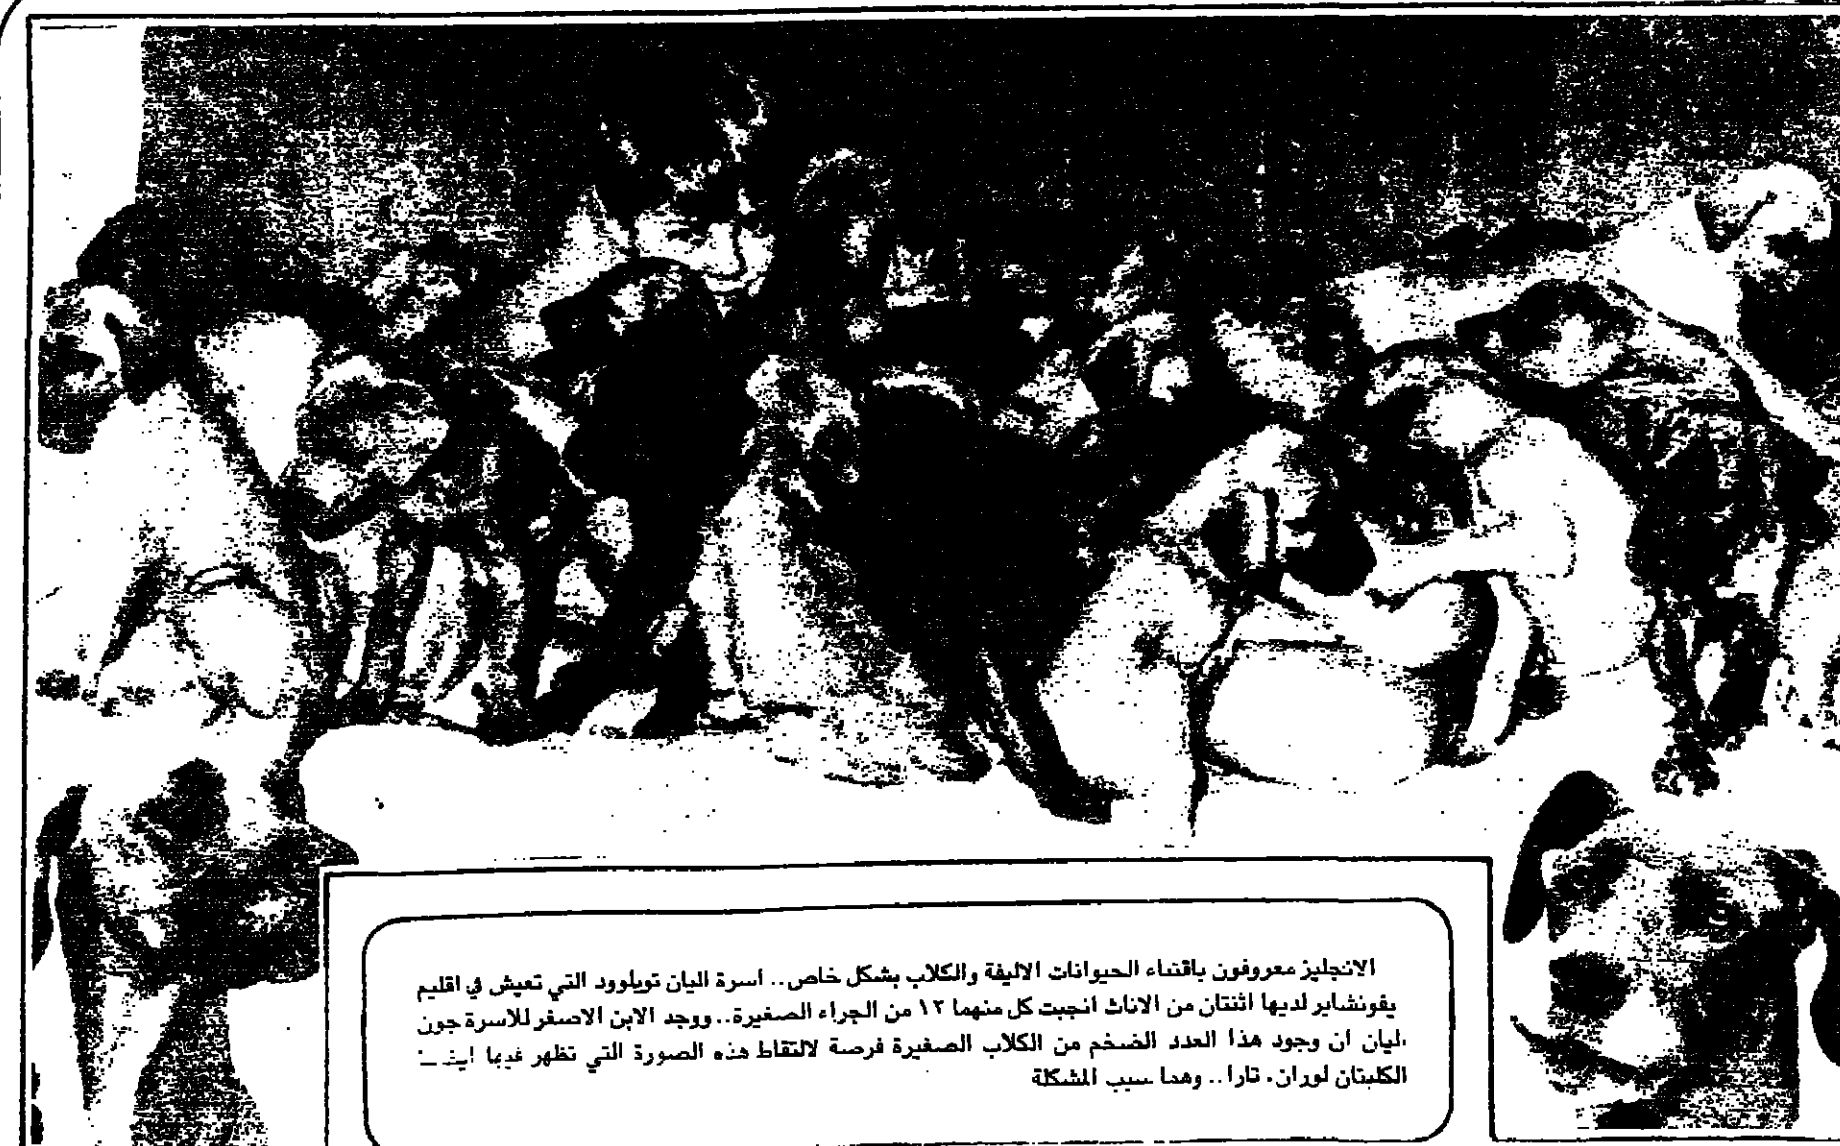 الانجليز معروفون باقتناء الحيوانات الاليفة والكلاب بشكل خاص.. اسرة اليان تويلوود التي تعيش في اقليم
يفونشاير لديها اثنتان من الاناث انجبت كل منهما ١٢ من الجراء الصغيرة.. ووجد الابن الاصغر للاسرة جون
ليان ان وجود هذا العدد الضخم من الكلاب الصغيرة فرصة لالتقاط هذه الصورة التي تظهر فيها
الكلبتان لوران، تارا.. وهما سبب المشكلة